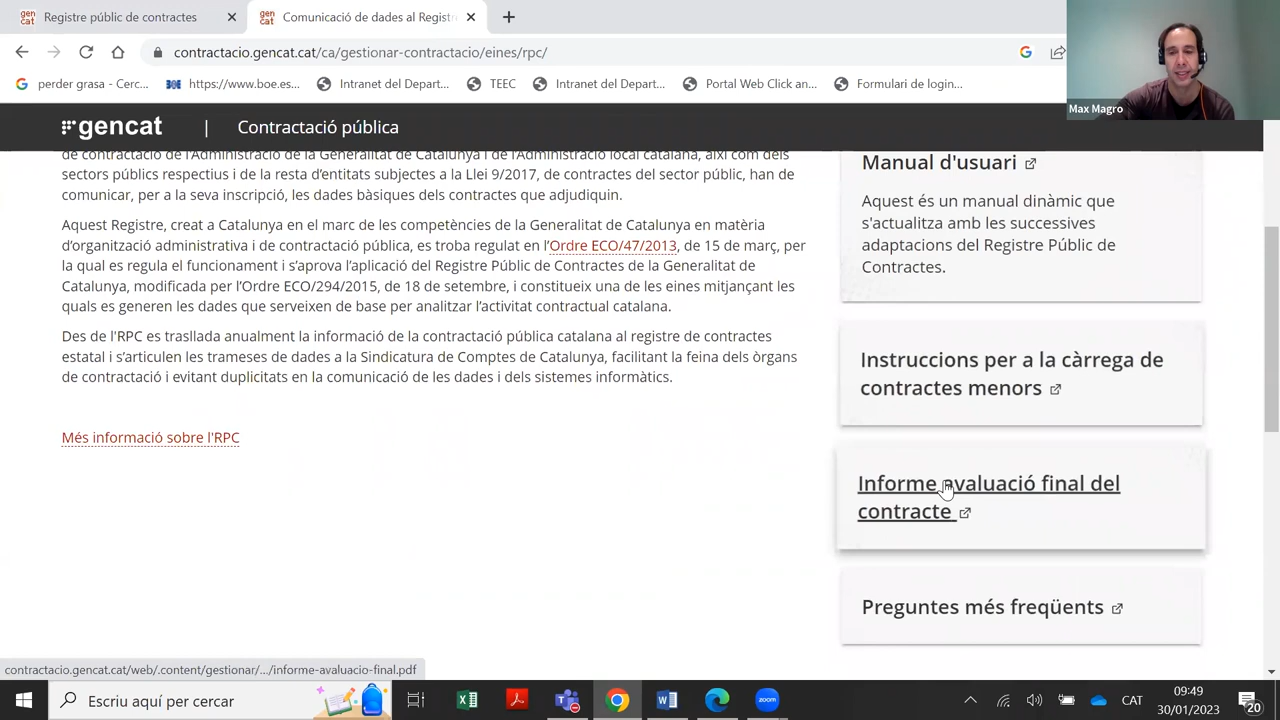 Registre públic de contractes
Comunicació de dades al Registr
contractacio.gencat.cat/ca/gestionar-contractacio/eines/rpc/
perder grasa - Cerc...
https://www.boe.es...
Intranet del Depart...
TEEC
Intranet del Depart...
Portal Web Click an...
Formulari de login...
Max Magro
gencat | Contractació pública
de contractació de l'Administració de la Generalitat de Catalunya i de l'Administració local catalana, així com dels
sectors públics respectius i de la resta d'entitats subjectes a la Llei 9/2017, de contractes del sector públic, han
de comunicar, per a la seva inscripció, les dades bàsiques dels contractes que adjudiquin.
Aquest Registre, creat a Catalunya en el marc de les competències de la Generalitat de Catalunya en matèria
d'organització administrativa i de contractació pública, es troba regulat en l'Ordre ECO/47/2013, de 15 de març, per
la qual es regula el funcionament i s'aprova l'aplicació del Registre Públic de Contractes de la Generalitat de
Catalunya, modificada per l'Ordre ECO/294/2015, de 18 de setembre, i constitueix una de les eines mitjançant les
quals es generen les dades que serveixen de base per analitzar l'activitat contractual catalana.
Des de l'RPC es trasllada anualment la informació de la contractació pública catalana al registre de contractes
estatal i s'articulen les trameses de dades a la Sindicatura de Comptes de Catalunya, facilitant la feina dels òrgans
de contractació i evitant duplicitats en la comunicació de les dades i dels sistemes informàtics.
Més informació sobre l'RPC
Manual d'usuari
Aquest és un manual dinàmic que
s'actualitza amb les successives
adaptacions del Registre Públic de
Contractes.
Instruccions per a la càrrega de
contractes menors
Informe avaluació final del
contracte
Preguntes més freqüents
contractacio.gencat.cat/web/.content/gestionar/.../informe-avaluacio-final.pdf
Escriu aquí per cercar
zoom
CAT
09:49
30/01/2023
20